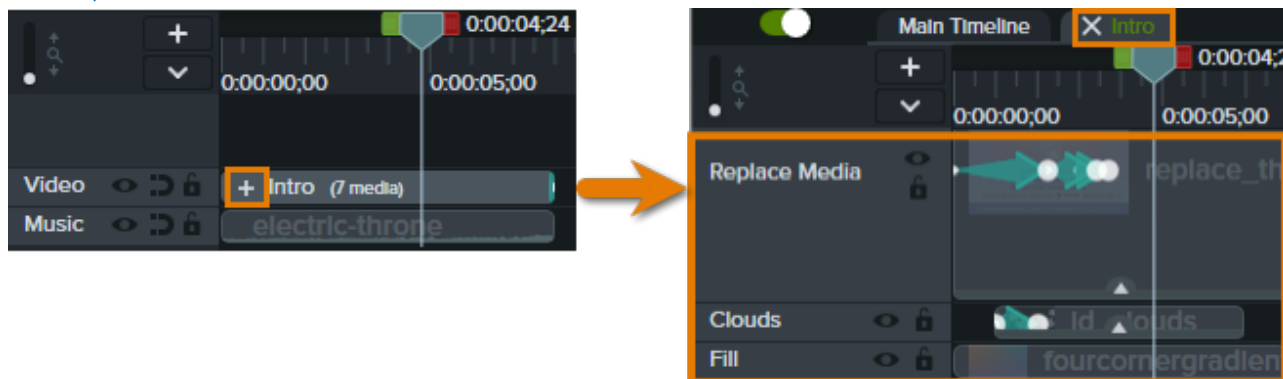 0:00:04;24
0:00:00;00 0:00:05;00
Video + Intro (7 media)
Music electric-throne
Main Timeline X Intro
0:00:04;2
0:00:00;00 0:00:05;00
Replace Media replace_th
Clouds ld_clouds
Fill fourcornergradien